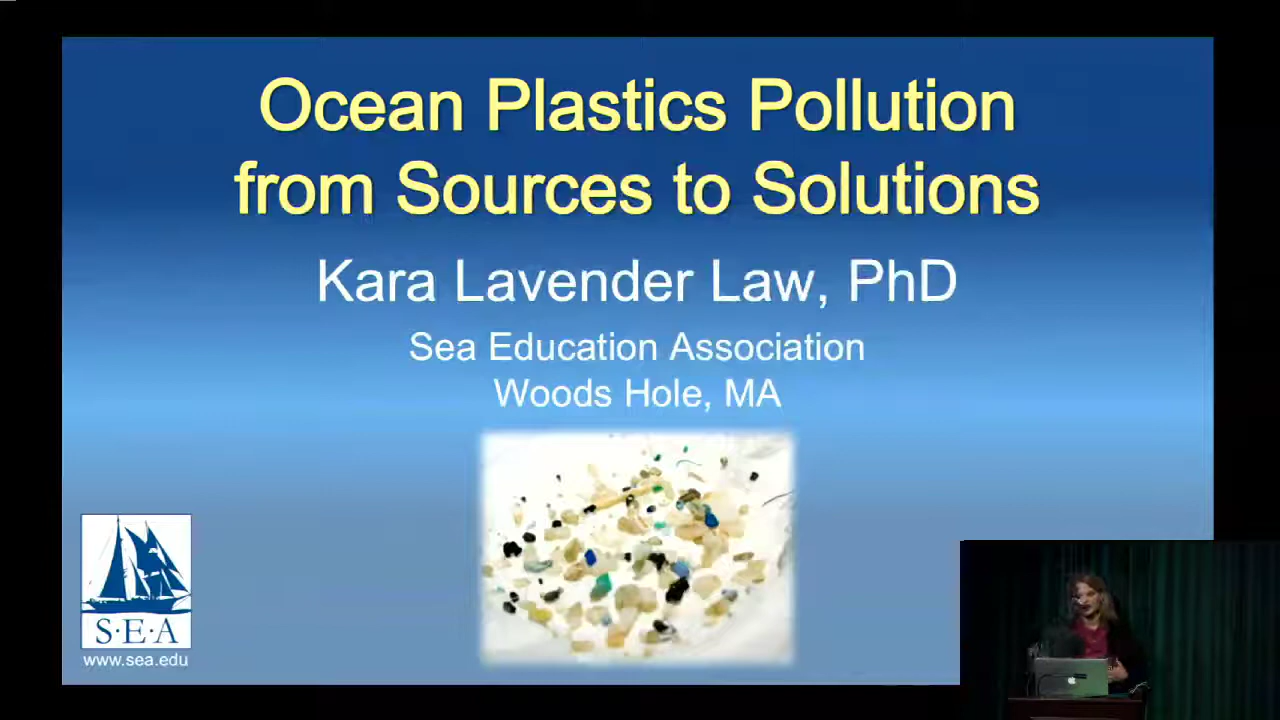 Ocean Plastics Pollution
from Sources to Solutions
Kara Lavender Law, PhD
Sea Education Association
Woods Hole, MA
S·E·A
www.sea.edu